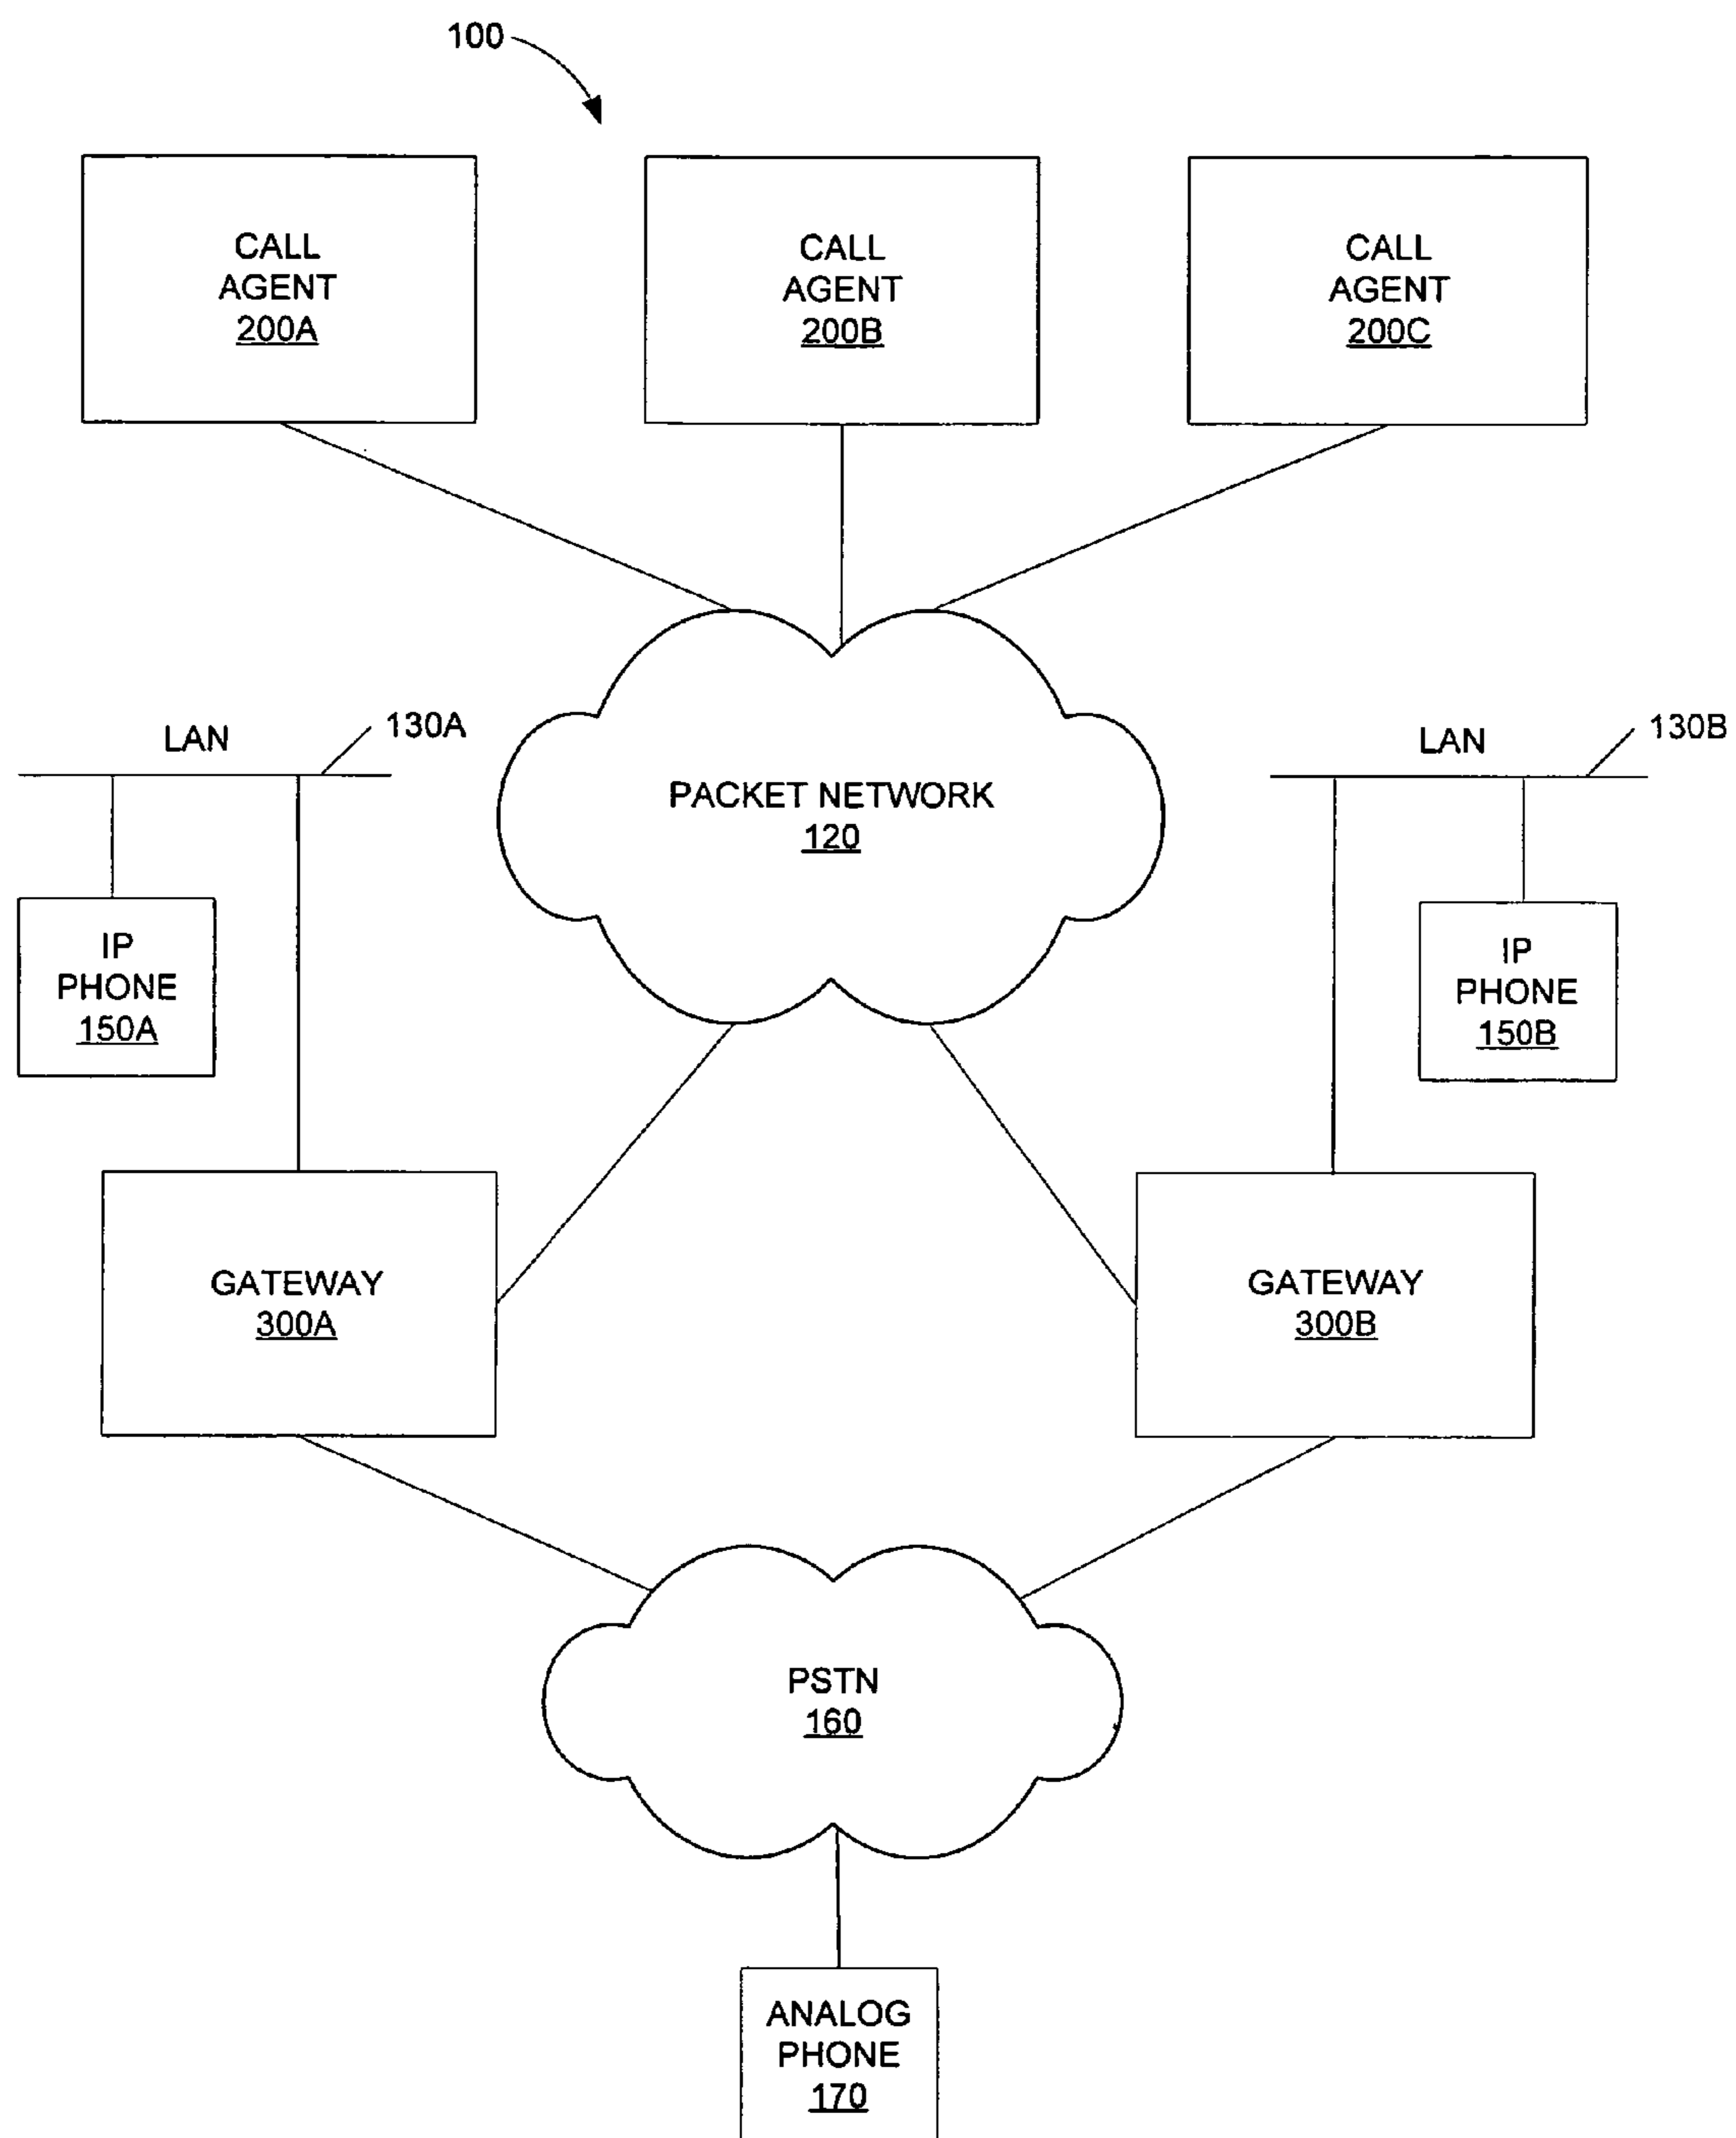 100
CALL
AGENT
200A
CALL
AGENT
200B
CALL
AGENT
200C
LAN
130A
LAN
130B
PACKET NETWORK
120
IP
PHONE
150A
IP
PHONE
150B
GATEWAY
300A
GATEWAY
300B
PSTN
160
ANALOG
PHONE
170